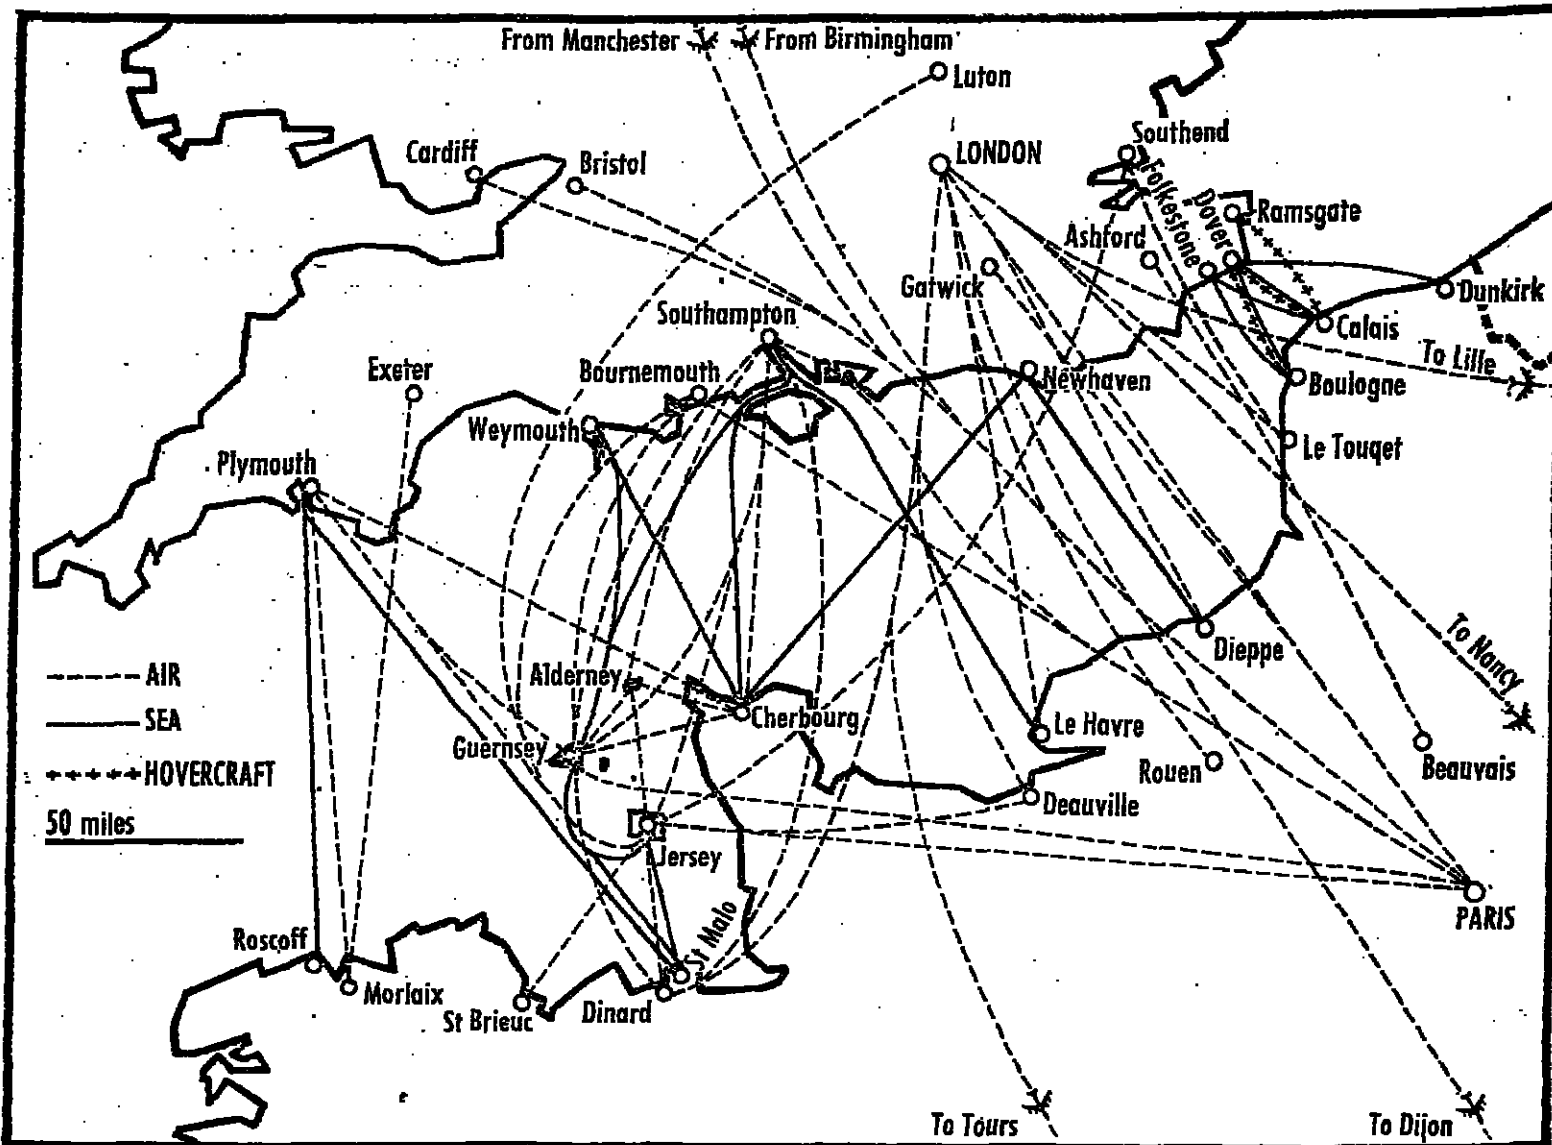 From Manchester
From Birmingham
Luton
Southend
LONDON
Cardiff
Bristol
Folkestone
Dover
Ramsgate
Ashford
Gatwick
Dunkirk
Southampton
Calais
To Lille
Exeter
Bournemouth
Newhaven
Boulogne
Weymouth
Le Touqet
Plymouth
Dieppe
To Nancy
AIR
Alderney
SEA
Cherbourg
Le Havre
Guernsey
Rouen
Beauvais
HOVERCRAFT
Deauville
50 miles
Jersey
PARIS
St Malo
Roscoff
Morlaix
St Brieuc
Dinard
To Tours
To Dijon